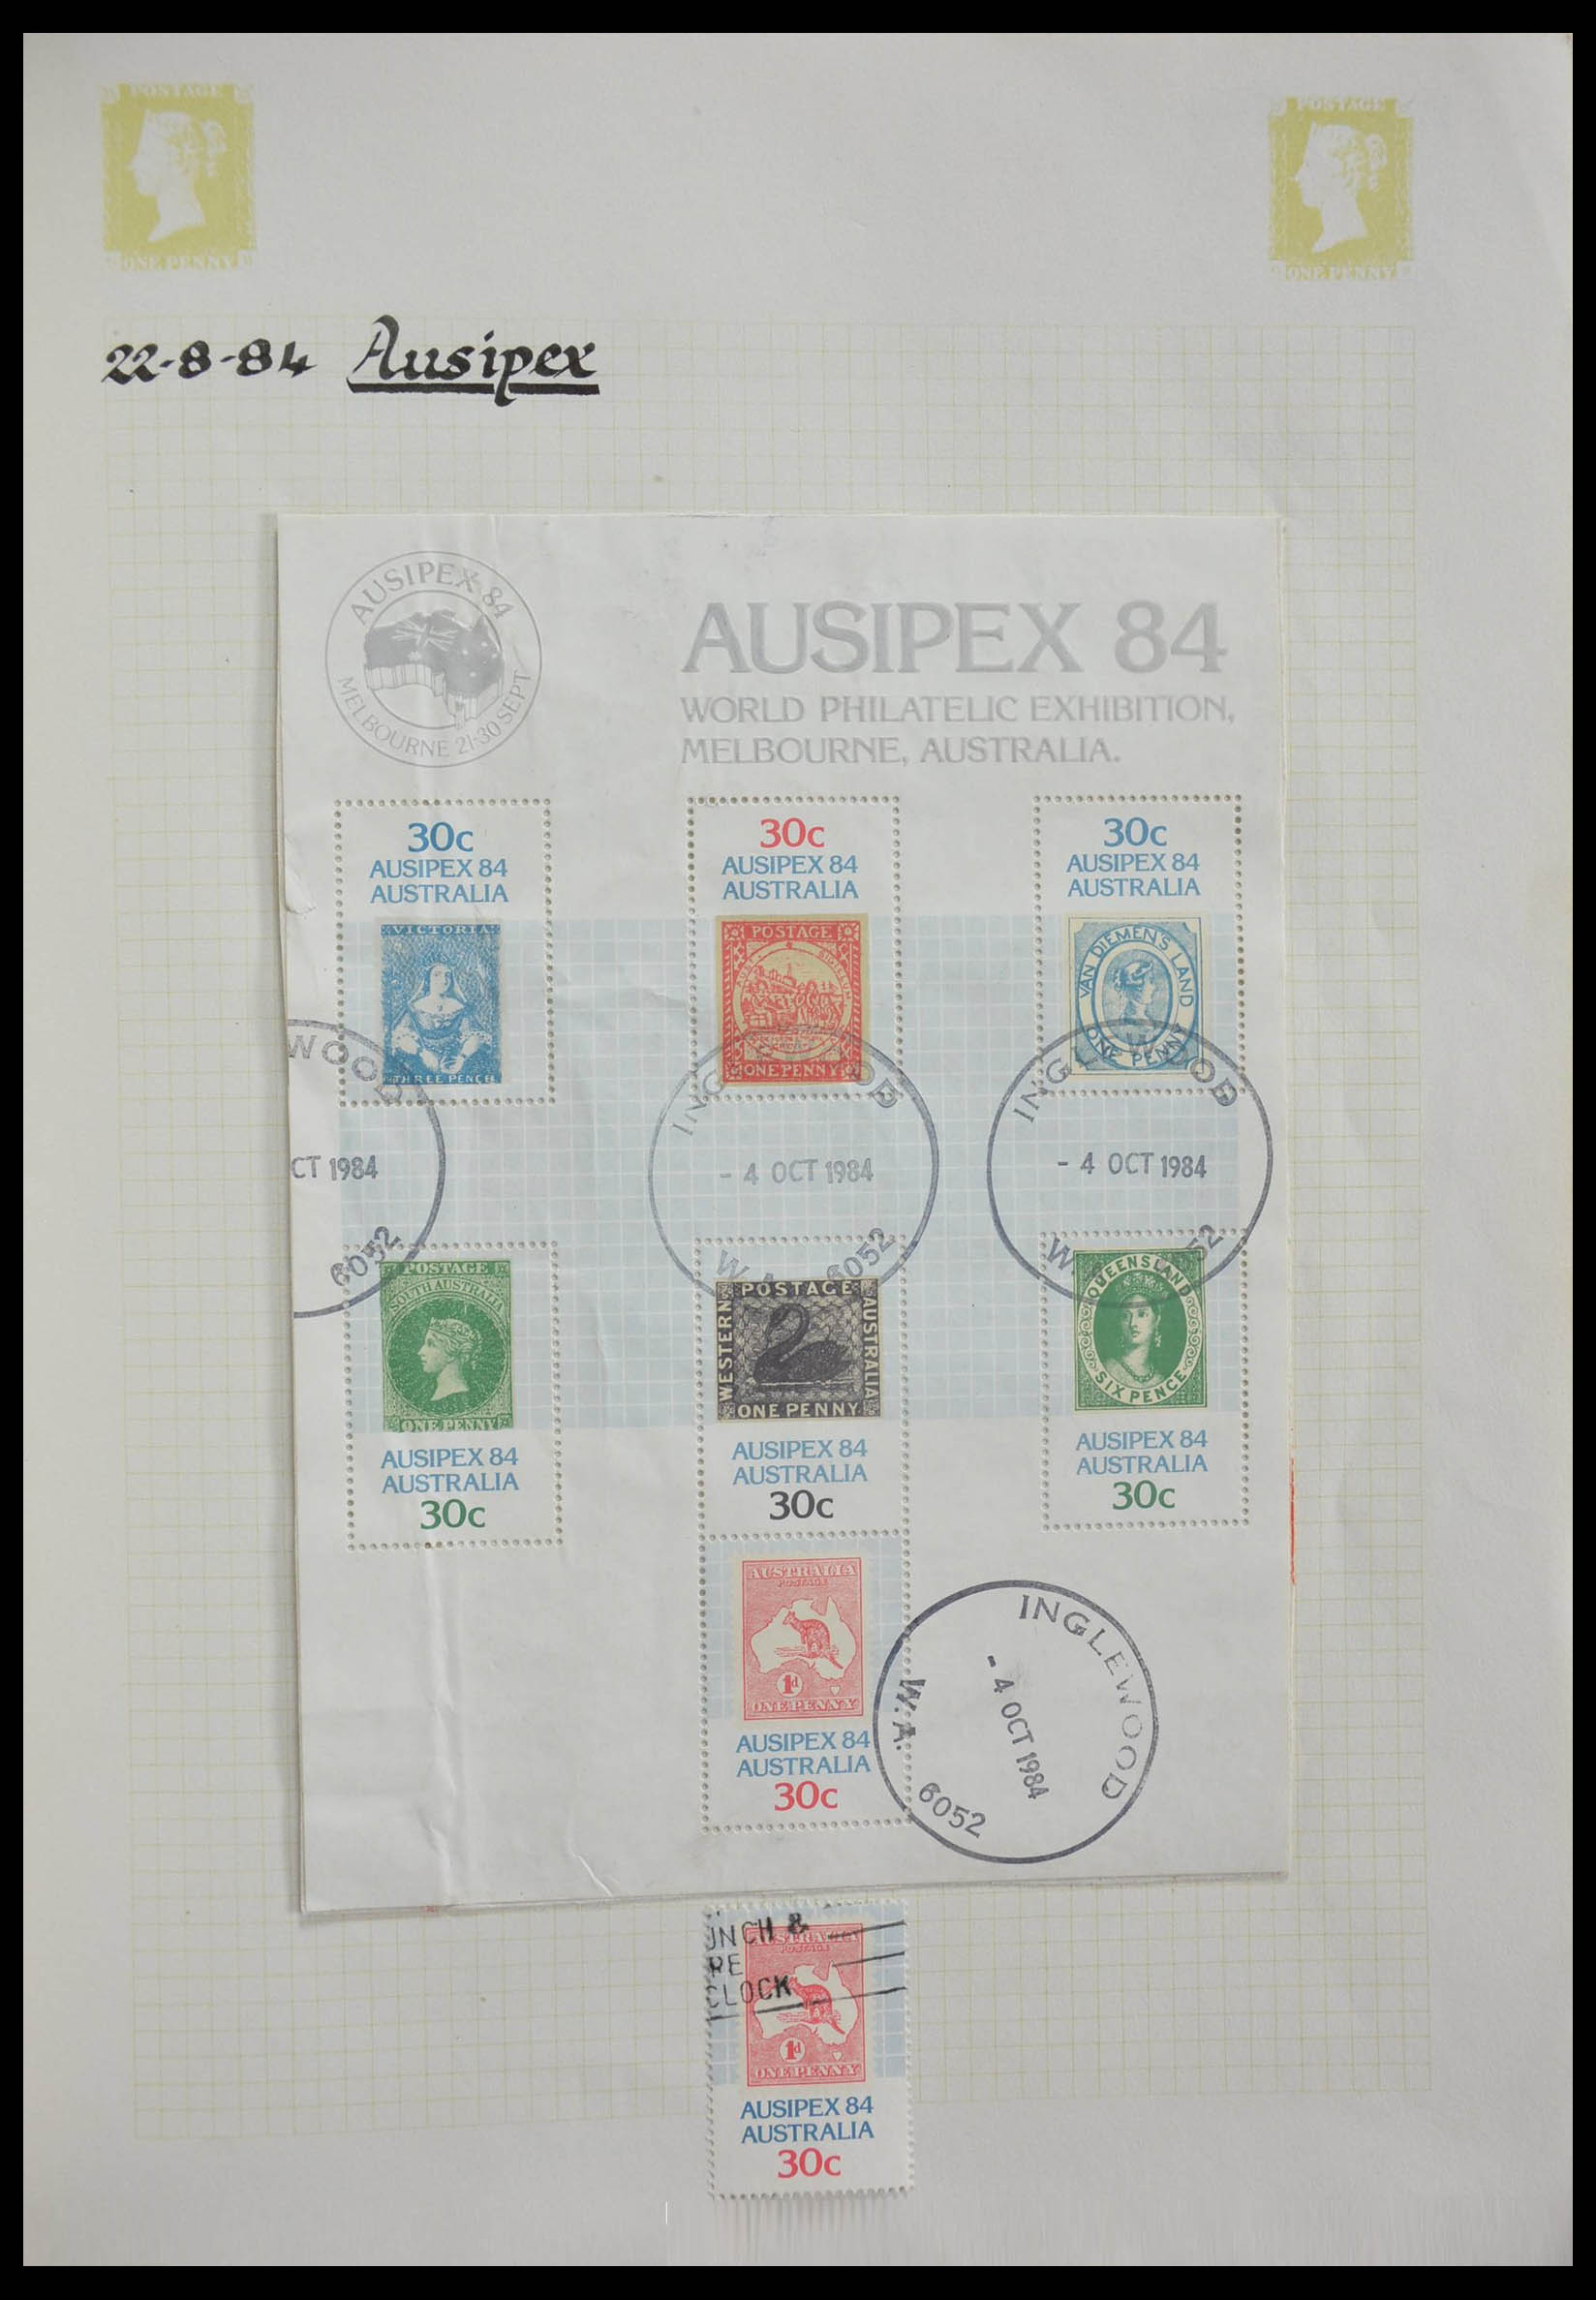 POSTAGE
ONE PENNY
POSTAGE
ONE PENNY
22-8-84 Ausipex
AUSIPEX 84
MELBOURNE 21-30 SEPT
AUSIPEX 84
WORLD PHILATELIC EXHIBITION,
MELBOURNE, AUSTRALIA.
30c
AUSIPEX 84
AUSTRALIA
VICTORIA
THREE PENCE
30c
AUSIPEX 84
AUSTRALIA
POSTAGE
SIGILLUM
ONE PENNY
30c
AUSIPEX 84
AUSTRALIA
VAN DIEMEN'S LAND
ONE PENNY
WOOD
CT 1984
6052
INGLEWOOD
- 4 OCT 1984
W.A. 6052
INGLEWOOD
- 4 OCT 1984
W 52
POSTAGE
SOUTH AUSTRALIA
ONE PENNY
AUSIPEX 84
AUSTRALIA
30c
POSTAGE
WESTERN
AUSTRALIA
ONE PENNY
AUSIPEX 84
AUSTRALIA
30c
QUEENSLAND
SIX PENCE
AUSIPEX 84
AUSTRALIA
30c
AUSTRALIA
POSTAGE
1d
ONE PENNY
AUSIPEX 84
AUSTRALIA
30c
INGLEWOOD
- 4 OCT 1984
W.A. 6052
UNCH &
RE
CLOCK
AUSTRALIA
POSTAGE
1d
ONE PENNY
AUSIPEX 84
AUSTRALIA
30c